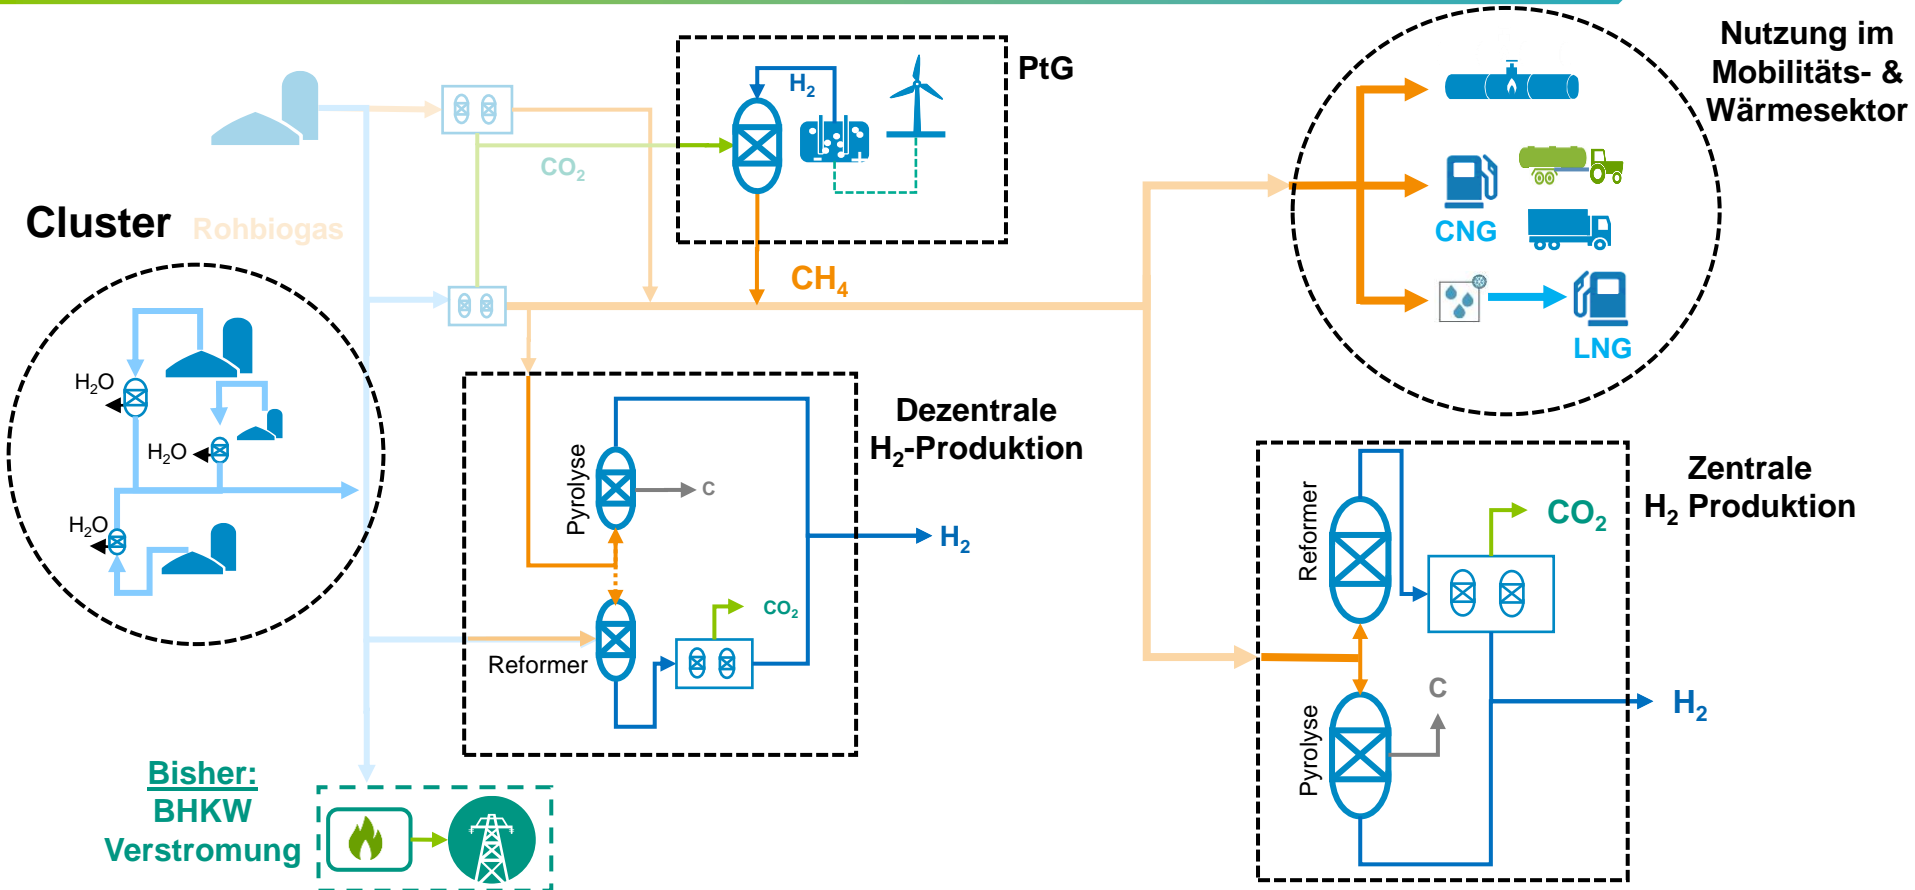 PtG
H₂
CO₂
CH₄
Nutzung im
Mobilitäts- &
Wärmesektor
CNG
LNG
Cluster
Rohbiogas
H₂O
H₂O
H₂O
Dezentrale
H₂-Produktion
Pyrolyse
C
H₂
CO₂
Reformer
Zentrale
H₂ Produktion
Reformer
CO₂
C
H₂
Pyrolyse
Bisher:
BHKW
Verstromung